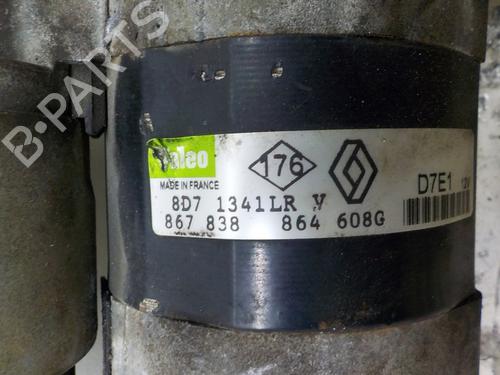 B-PARTS
Valeo
176
D7E1
12V
MADE IN FRANCE
8D7 1341LR V
867 838 864 608G